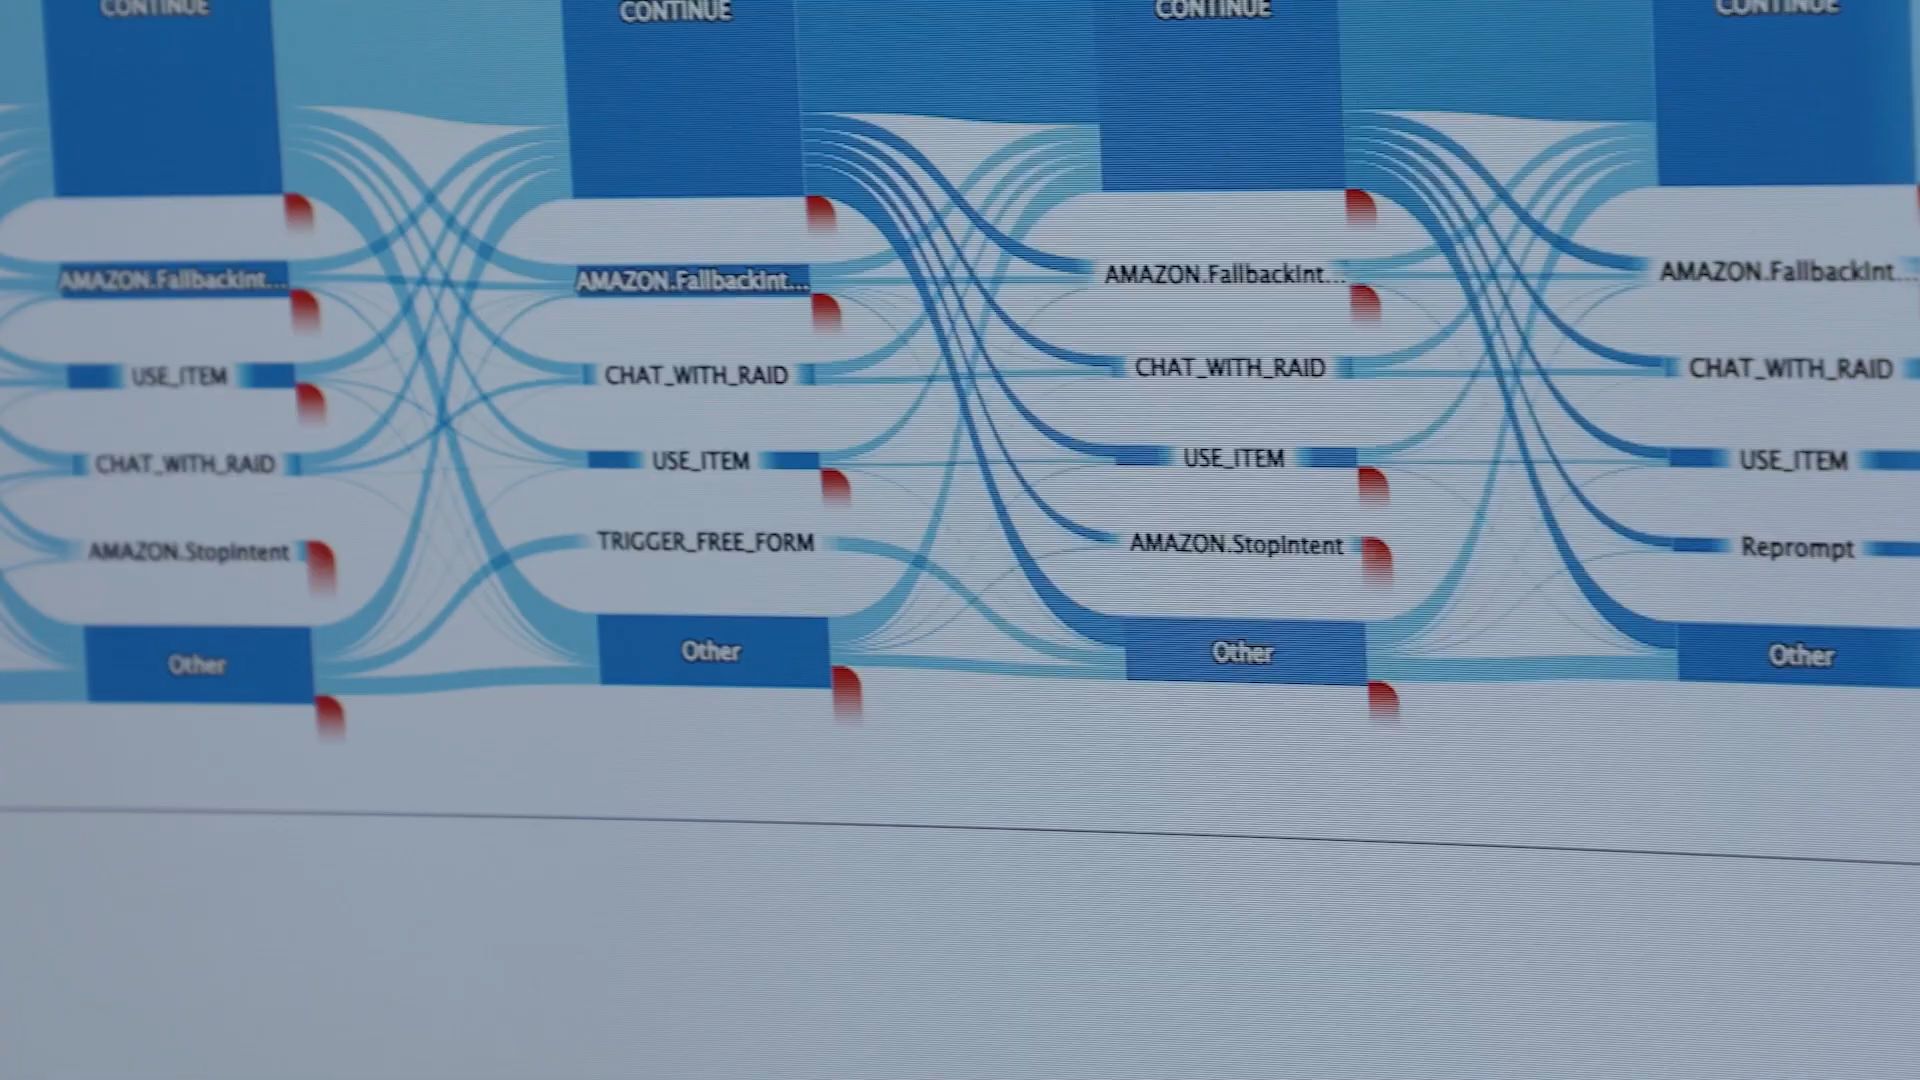 CONTINUE
CONTINUE
CONTINUE
CONTINUE
AMAZON.FallbackInt...
AMAZON.FallbackInt...
AMAZON.FallbackInt...
AMAZON.FallbackInt...
USE_ITEM
CHAT_WITH_RAID
CHAT_WITH_RAID
CHAT_WITH_RAID
CHAT_WITH_RAID
USE_ITEM
USE_ITEM
USE_ITEM
AMAZON.StopIntent
TRIGGER_FREE_FORM
AMAZON.StopIntent
Reprompt
Other
Other
Other
Other